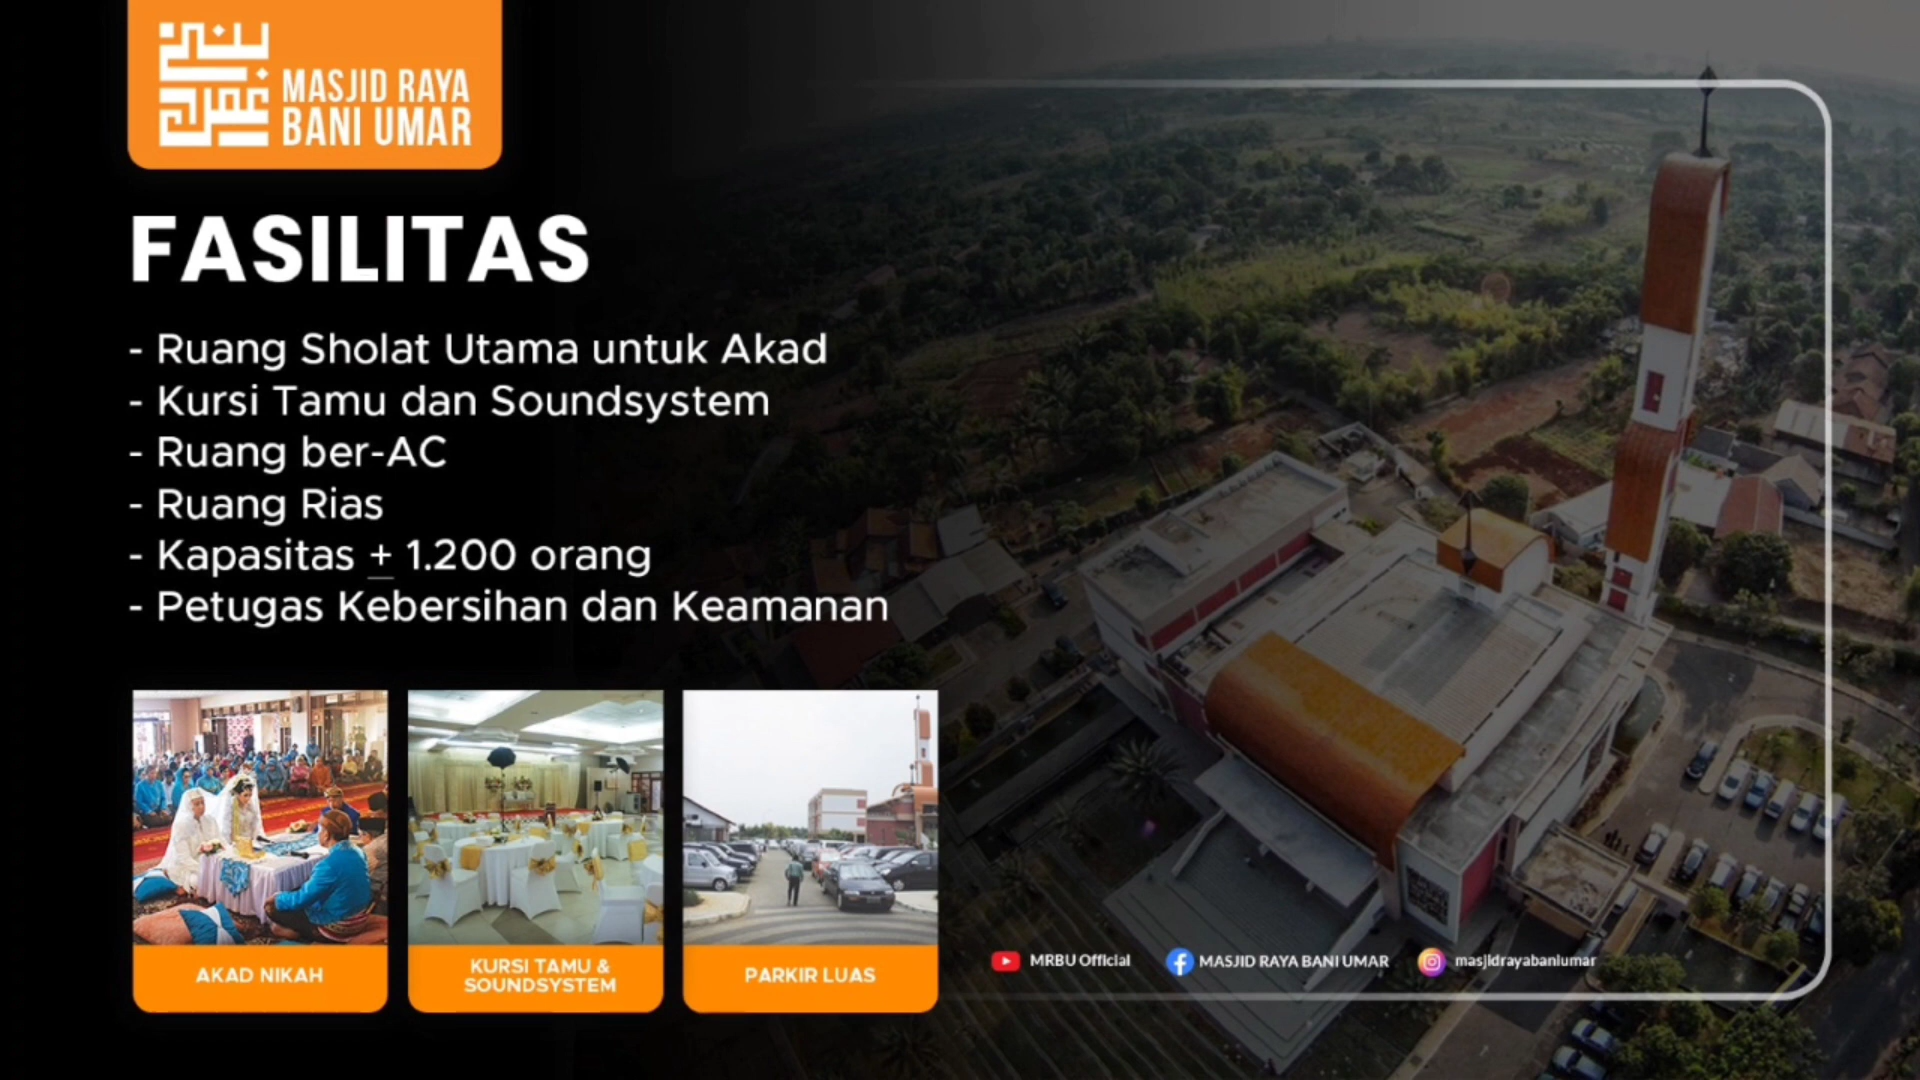 بني
عمر
MASJID RAYA
BANI UMAR
FASILITAS
- Ruang Sholat Utama untuk Akad
- Kursi Tamu dan Soundsystem
- Ruang ber-AC
- Ruang Rias
- Kapasitas ± 1.200 orang
- Petugas Kebersihan dan Keamanan
AKAD NIKAH
KURSI TAMU &
SOUNDSYSTEM
PARKIR LUAS
MRBU Official
MASJID RAYA BANI UMAR
masjidrayabaniumar